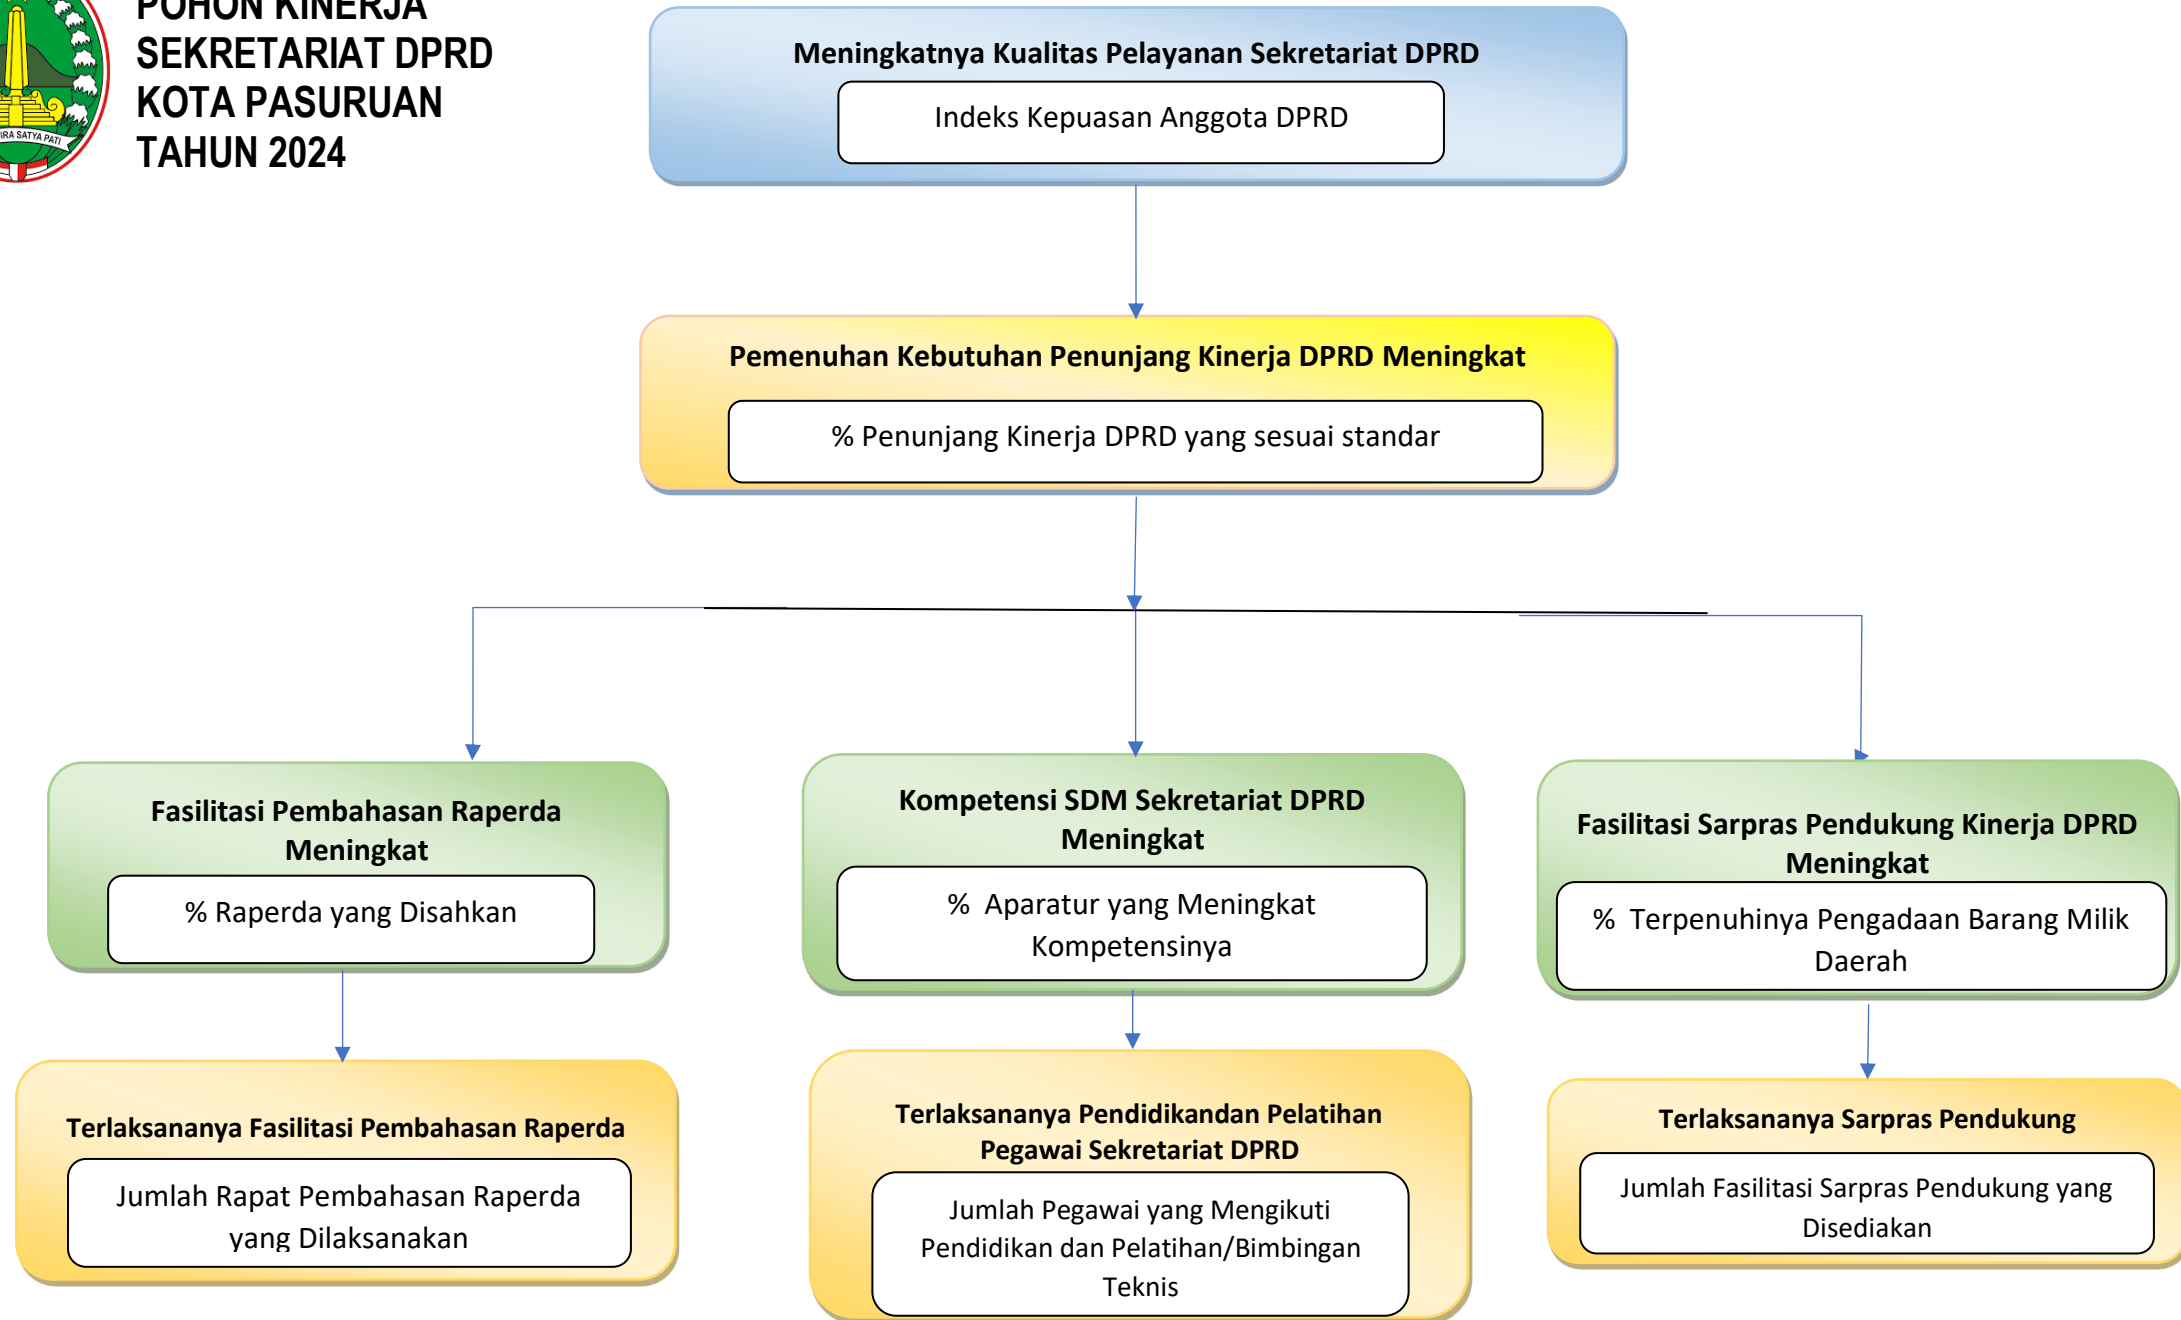 POHON KINERJA
SEKRETARIAT DPRD
KOTA PASURUAN
TAHUN 2024
Meningkatnya Kualitas Pelayanan Sekretariat DPRD
Indeks Kepuasan Anggota DPRD
Pemenuhan Kebutuhan Penunjang Kinerja DPRD Meningkat
% Penunjang Kinerja DPRD yang sesuai standar
Fasilitasi Pembahasan Raperda
Meningkat
% Raperda yang Disahkan
Kompetensi SDM Sekretariat DPRD
Meningkat
%  Aparatur yang Meningkat
Kompetensinya
Fasilitasi Sarpras Pendukung Kinerja DPRD
Meningkat
%  Terpenuhinya Pengadaan Barang Milik
Daerah
Terlaksananya Fasilitasi Pembahasan Raperda
Jumlah Rapat Pembahasan Raperda
yang Dilaksanakan
Terlaksananya Pendidikandan Pelatihan
Pegawai Sekretariat DPRD
Jumlah Pegawai yang Mengikuti
Pendidikan dan Pelatihan/Bimbingan
Teknis
Terlaksananya Sarpras Pendukung
Jumlah Fasilitasi Sarpras Pendukung yang
Disediakan
SATYA PATI